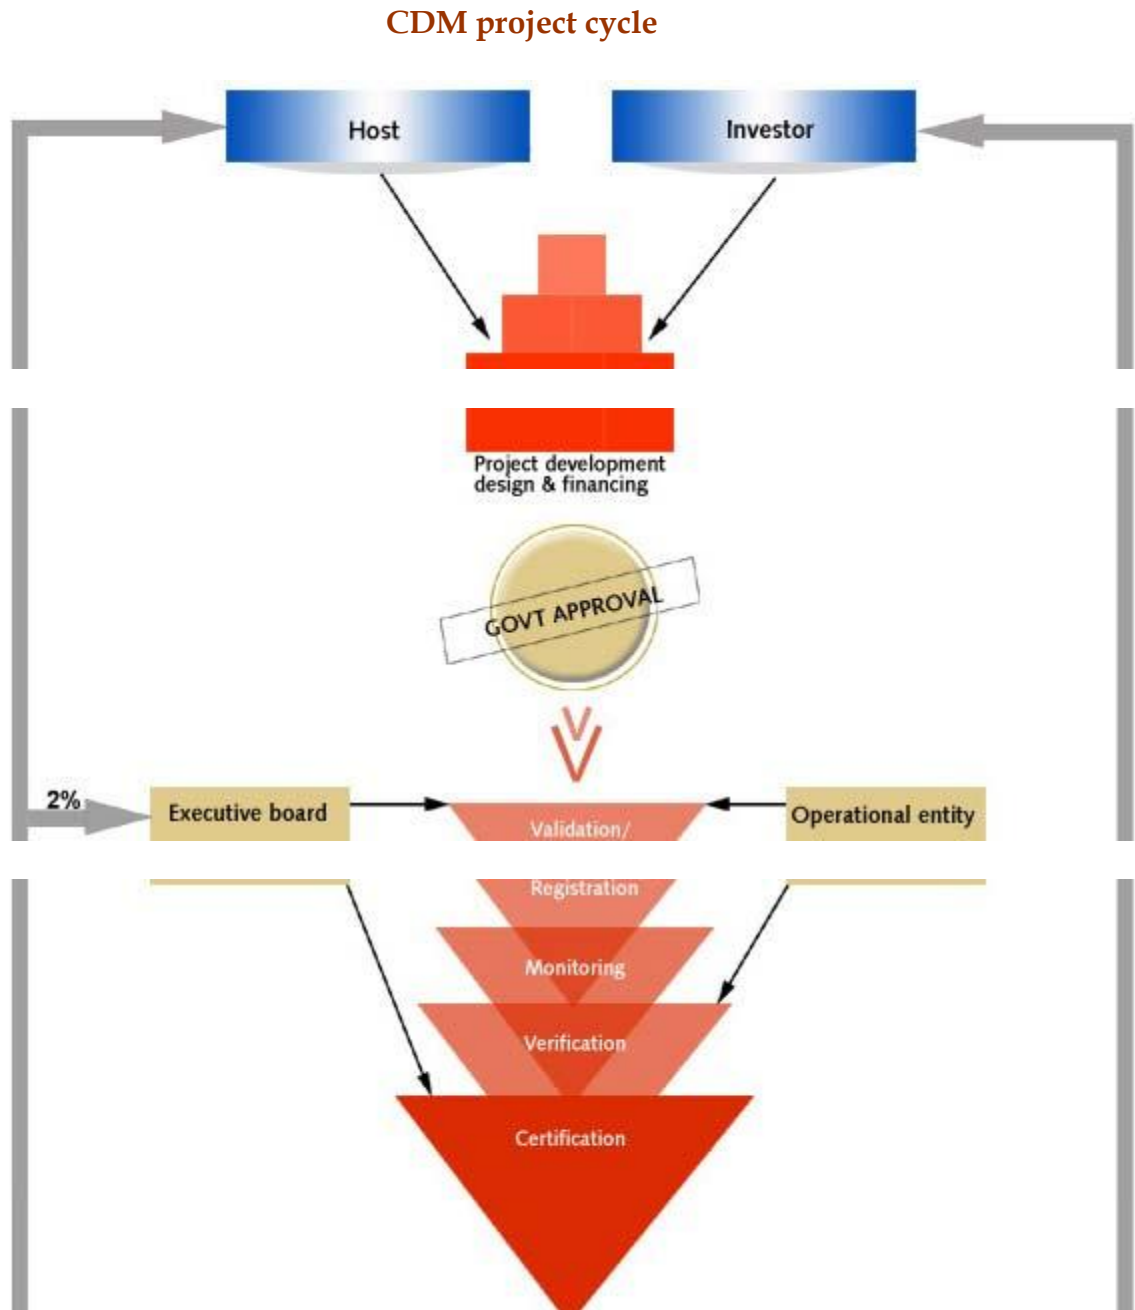 CDM project cycle
Host
Investor
Project development
design & financing
GOVT APPROVAL
2%
Executive board
Validation/
Operational entity
Registration
Monitoring
Verification
Certification